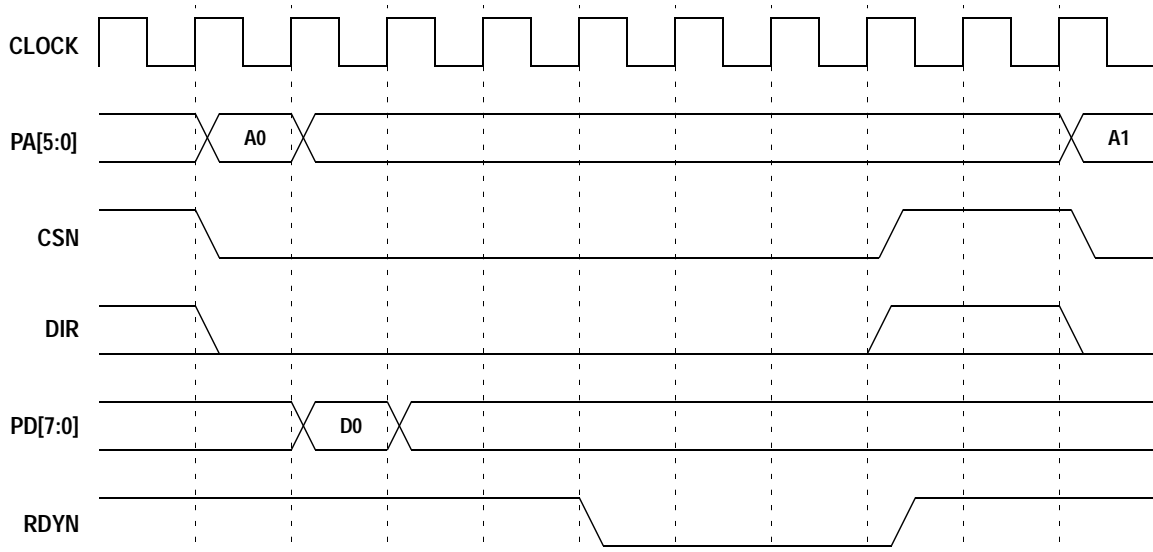 CLOCK
PA[5:0]
A0
A1
CSN
DIR
PD[7:0]
D0
RDYN